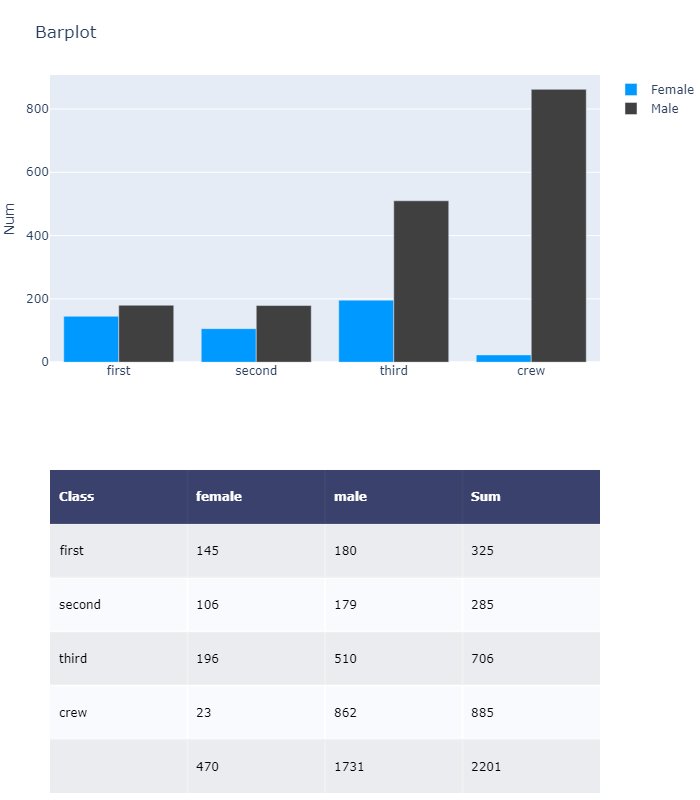 Barplot
Female
Male
Num
800
600
400
200
0
first second third crew
Class female male Sum
first 145 180 325
second 106 179 285
third 196 510 706
crew 23 862 885
470 1731 2201